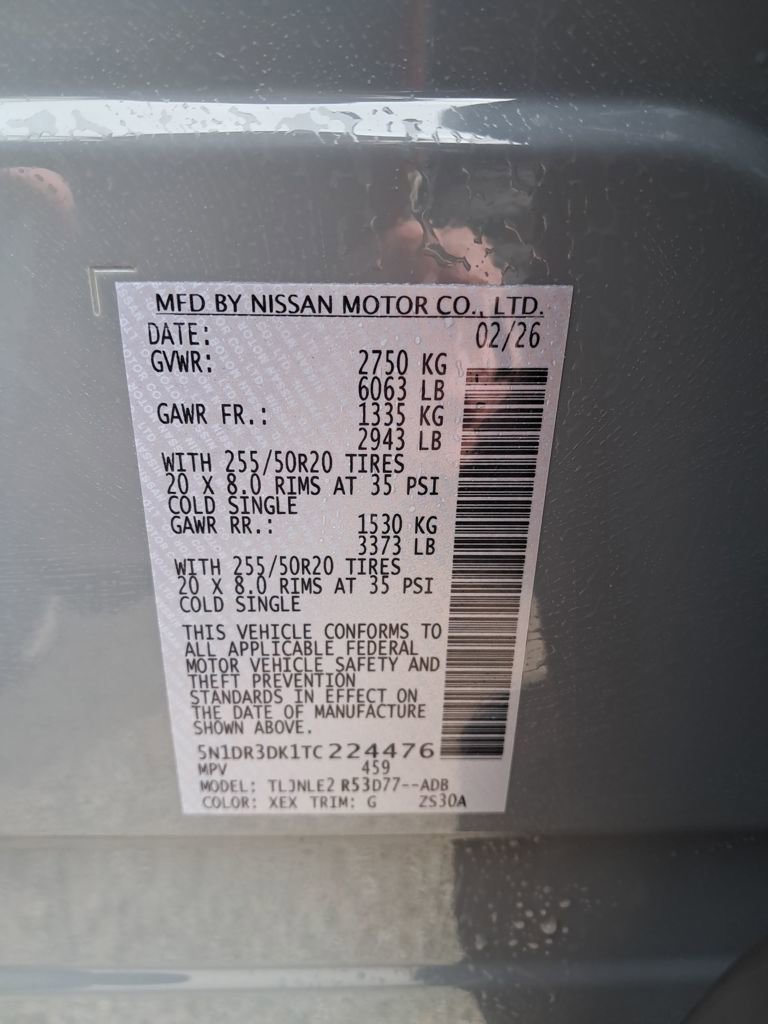 MFD BY NISSAN MOTOR CO., LTD.
DATE: 02/26
GVWR: 2750 KG
6063 LB
GAWR FR.: 1335 KG
2943 LB
WITH 255/50R20 TIRES
20 X 8.0 RIMS AT 35 PSI
COLD SINGLE
GAWR RR.: 1530 KG
3373 LB
WITH 255/50R20 TIRES
20 X 8.0 RIMS AT 35 PSI
COLD SINGLE
THIS VEHICLE CONFORMS TO
ALL APPLICABLE FEDERAL
MOTOR VEHICLE SAFETY AND
THEFT PREVENTION
STANDARDS IN EFFECT ON
THE DATE OF MANUFACTURE
SHOWN ABOVE.
5N1DR3DK1TC224476
MPV 459
MODEL: TLJNLE2 R53D77--ADB
COLOR: XEX TRIM: G ZS30A